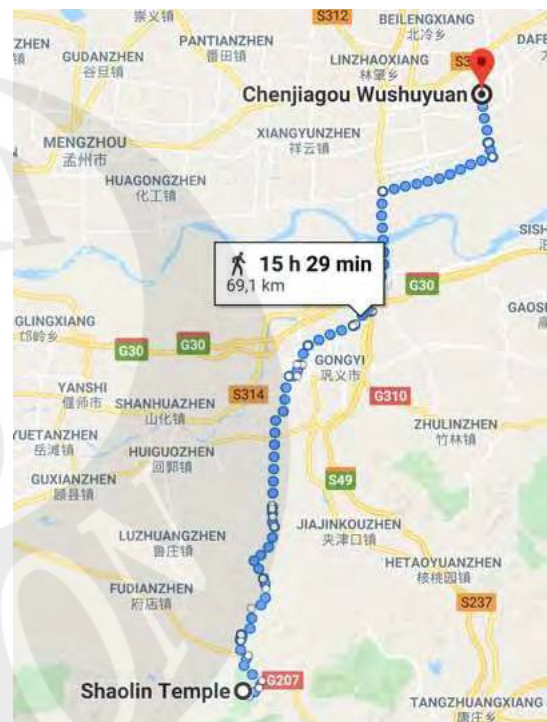 崇义镇
S312
BEILENGXIANG
北冷乡
PANTIANZHEN
番田镇
GUDANZHEN
谷旦镇
LINZHAOXIANG
林肇乡
Chenjiagou Wushuyuan
MENGZHOU
孟州市
XIANGYUNZHEN
祥云镇
HUAGONGZHEN
化工镇
15 h 29 min
69,1 km
G30
GLINGXIANG
邙岭乡
G30
G30
GONGYI
巩义市
YANSHI
偃师市
SHANHUAZHEN
山化镇
S314
G310
ZHULINZHEN
竹林镇
YUETANZHEN
岳滩镇
HUIGUOZHEN
回郭镇
GUXIANZHEN
顾县镇
S49
JIAJINKOUZHEN
夹津口镇
LUZHUANGZHEN
鲁庄镇
HETAOYUANZHEN
核桃园镇
FUDIANZHEN
府店镇
S237
G207
Shaolin Temple
TANGZHUANGXIANG
唐庄乡